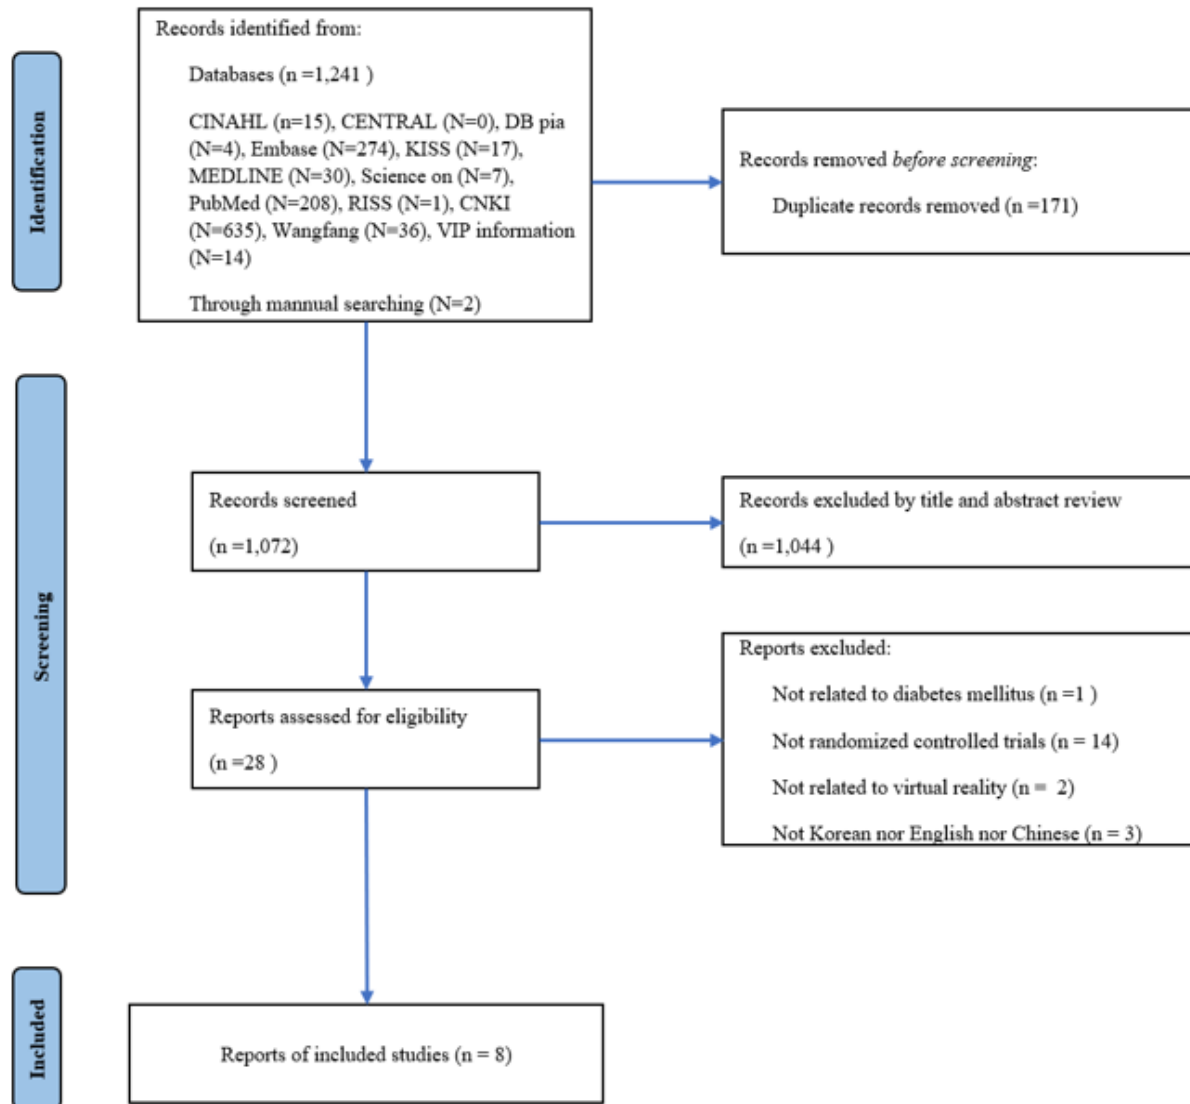 Identification
Records identified from:
Databases (n =1,241 )
CINAHL (n=15), CENTRAL (N=0), DB pia
(N=4), Embase (N=274), KISS (N=17),
MEDLINE (N=30), Science on (N=7),
PubMed (N=208), RISS (N=1), CNKI
(N=635), Wangfang (N=36), VIP information
(N=14)
Through mannual searching (N=2)
Records removed before screening:
Duplicate records removed (n =171)
Screening
Records screened
(n =1,072)
Records excluded by title and abstract review
(n =1,044 )
Reports assessed for eligibility
(n =28 )
Reports excluded:
Not related to diabetes mellitus (n =1 )
Not randomized controlled trials (n = 14)
Not related to virtual reality (n =  2)
Not Korean nor English nor Chinese (n = 3)
Included
Reports of included studies (n = 8)